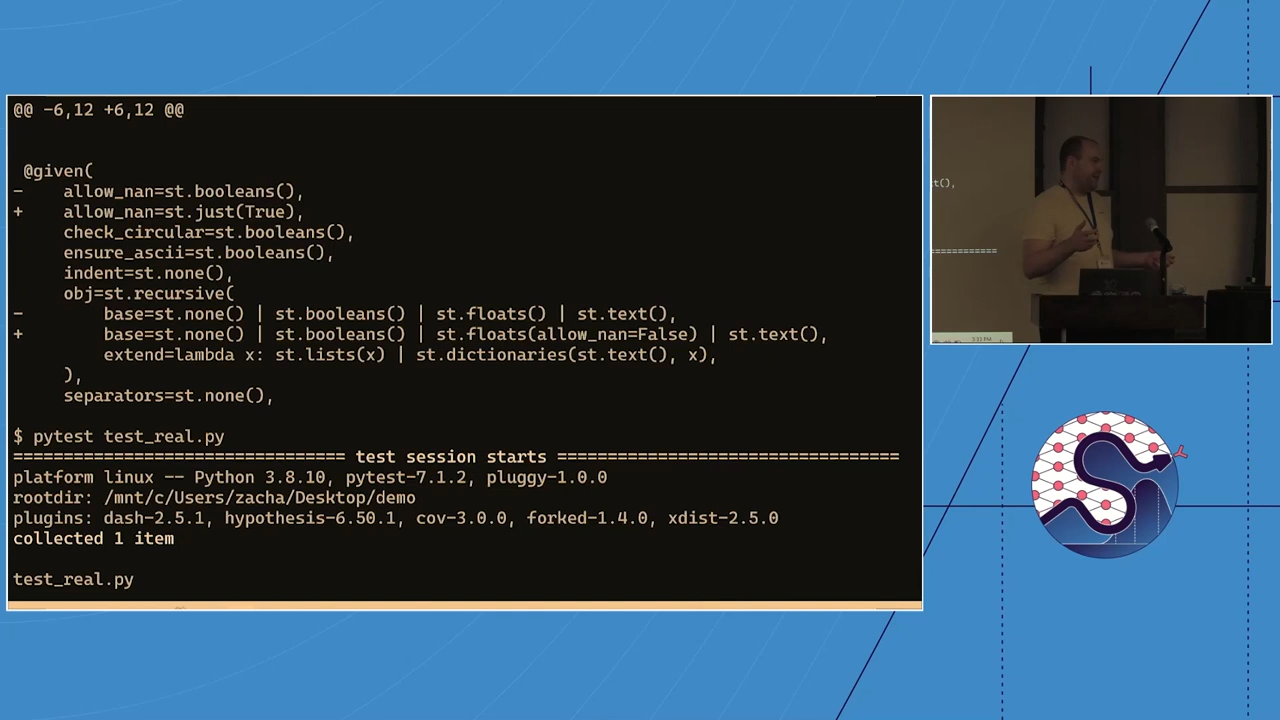 @@ -6,12 +6,12 @@
@given(
-    allow_nan=st.booleans(),
+    allow_nan=st.just(True),
check_circular=st.booleans(),
ensure_ascii=st.booleans(),
indent=st.none(),
obj=st.recursive(
-        base=st.none() | st.booleans() | st.floats() | st.text(),
+        base=st.none() | st.booleans() | st.floats(allow_nan=False) | st.text(),
extend=lambda x: st.lists(x) | st.dictionaries(st.text(), x),
),
separators=st.none(),
$ pytest test_real.py
================================= test session starts ==================================
platform linux -- Python 3.8.10, pytest-7.1.2, pluggy-1.0.0
rootdir: /mnt/c/Users/zacha/Desktop/demo
plugins: dash-2.5.1, hypothesis-6.50.1, cov-3.0.0, forked-1.4.0, xdist-2.5.0
collected 1 item
test_real.py